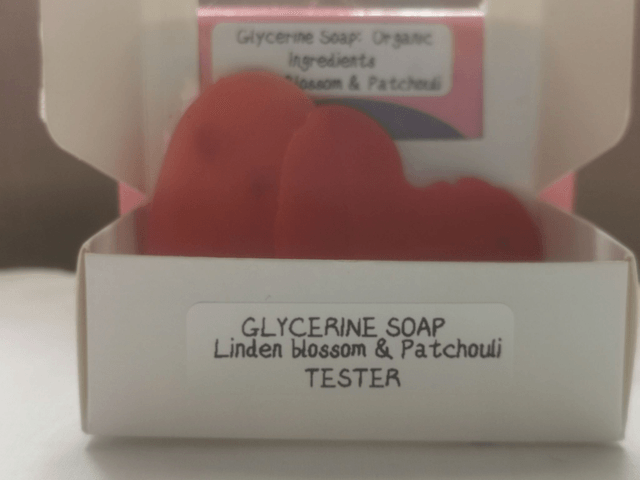 Glycerine Soap: Organic
Ingredients
blossom & Patchouli
GLYCERINE SOAP
Linden blossom & Patchouli
TESTER